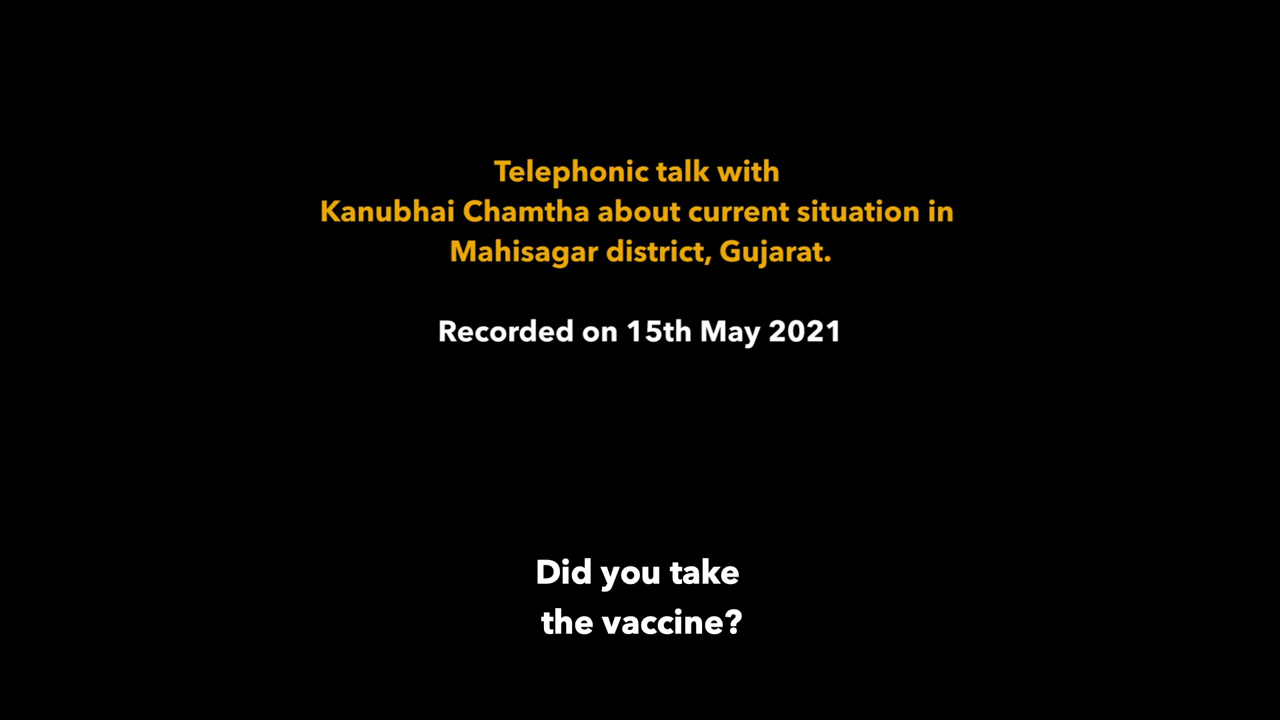 Telephonic talk with
Kanubhai Chamtha about current situation in
Mahisagar district, Gujarat.
Recorded on 15th May 2021
Did you take
the vaccine?